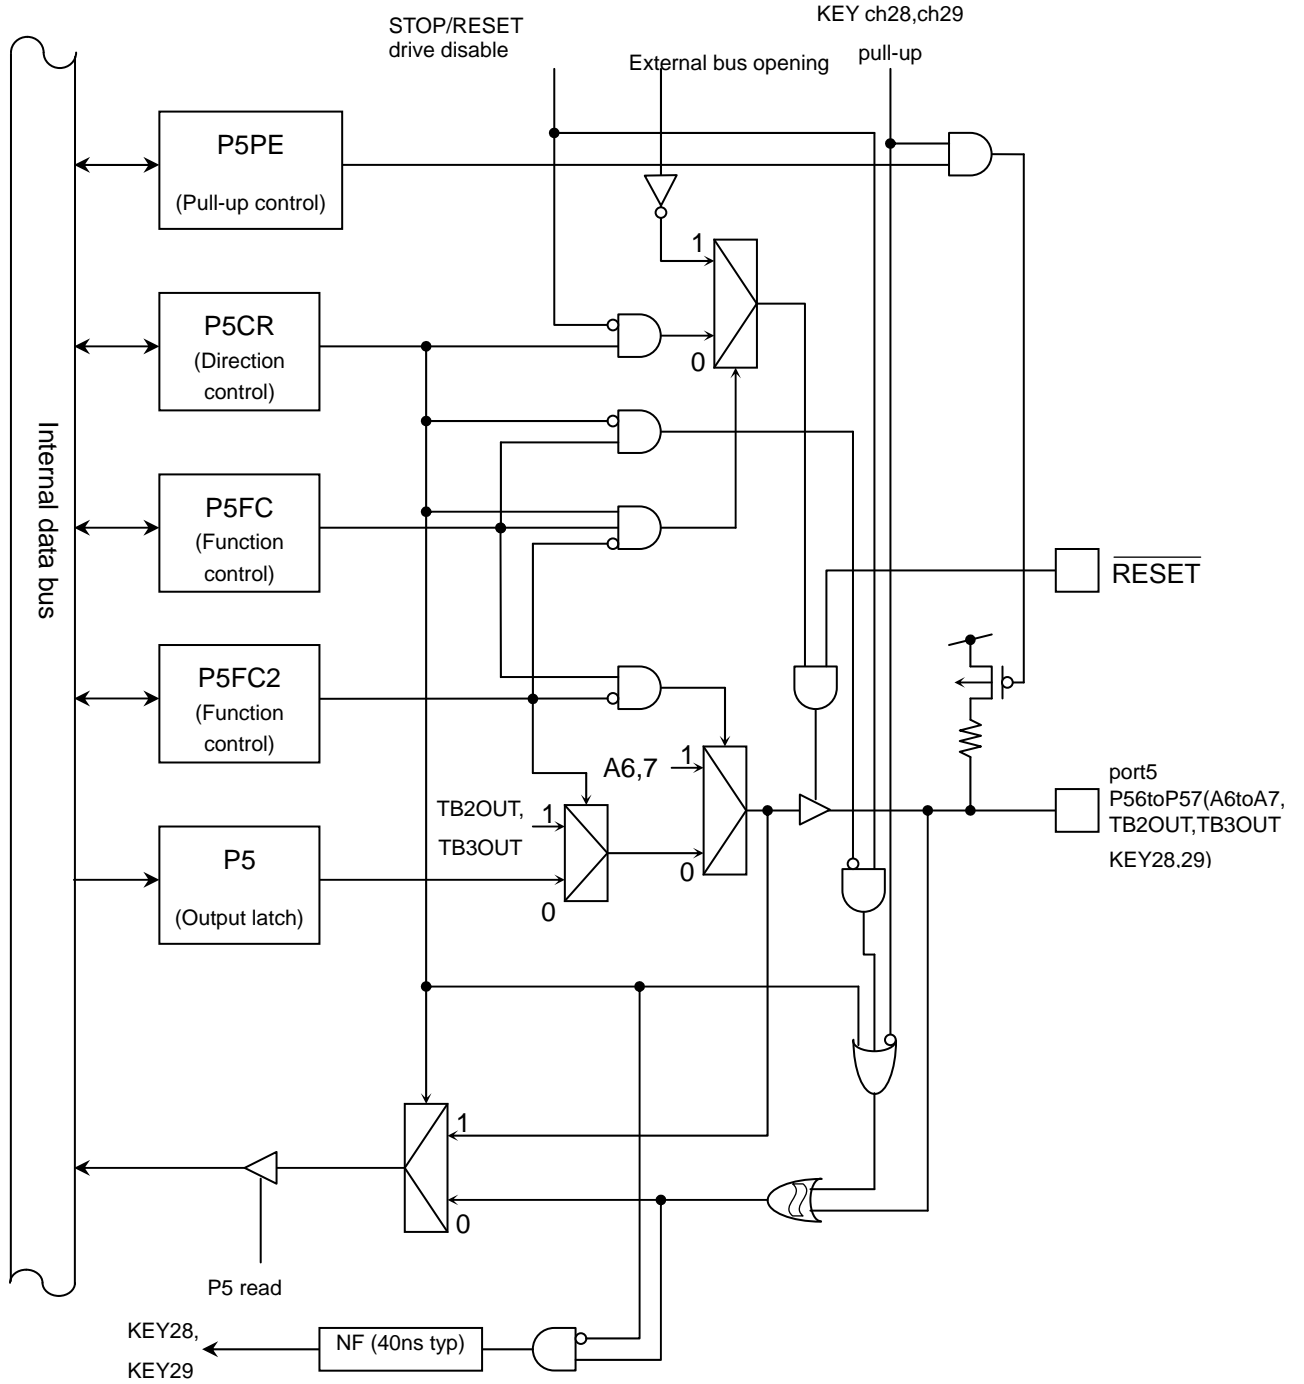 STOP/RESET
drive disable
External bus opening
KEY ch28,ch29
pull-up
P5PE
(Pull-up control)
1
P5CR
(Direction
control)
0
Internal data bus
P5FC
(Function
control)
RESET
P5FC2
(Function
control)
A6,7
1
TB2OUT,
TB3OUT
1
0
0
port5
P56toP57(A6toA7,
TB2OUT,TB3OUT
KEY28,29)
P5
(Output latch)
1
0
P5 read
KEY28,
KEY29
NF (40ns typ)